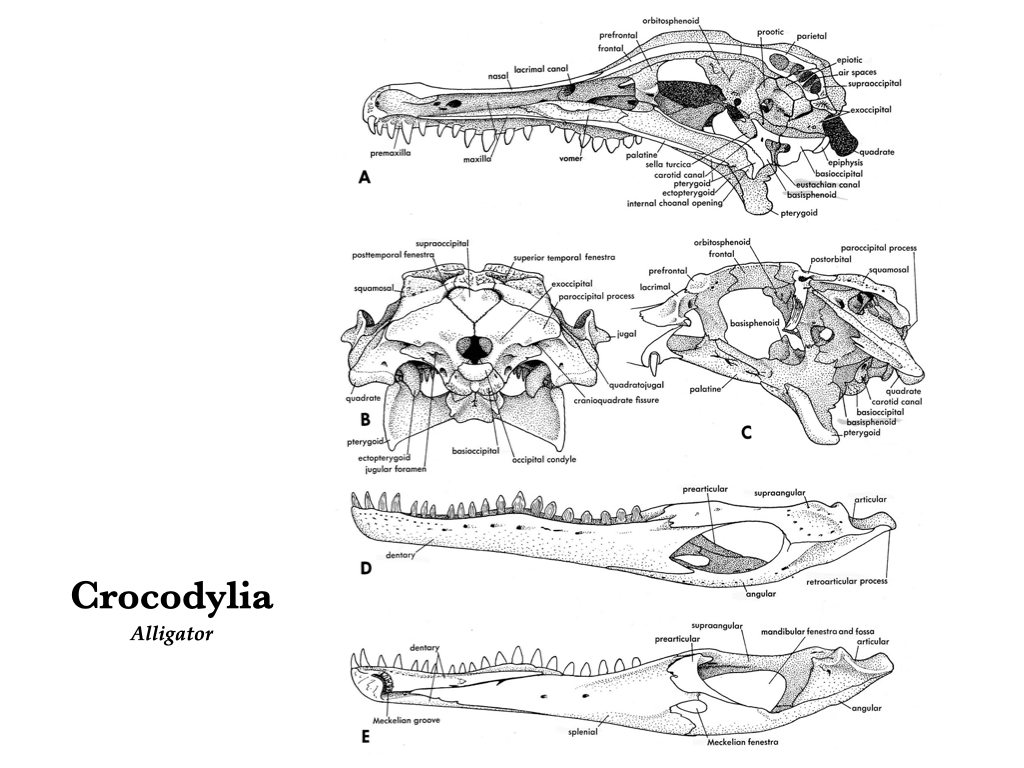 orbitosphenoid
prefrontal
prootic
parietal
frontal
epiotic
lacrimal canal
air spaces
nasal
supraoccipital
exoccipital
premaxilla
maxilla
vomer
palatine
quadrate
sella turcica
epiphysis
carotid canal
basioccipital
pterygoid
eustachian canal
ectopterygoid
basisphenoid
internal choanal opening
pterygoid
A
supraoccipital
posttemporal fenestra
superior temporal fenestra
squamosal
exoccipital
paroccipital process
jugal
quadratojugal
quadrate
cranioquadrate fissure
B
pterygoid
ectopterygoid
basioccipital
occipital condyle
jugular foramen
orbitosphenoid
paroccipital process
frontal
postorbital
prefrontal
squamosal
lacrimal
basisphenoid
palatine
quadrate
carotid canal
basioccipital
basisphenoid
pterygoid
C
prearticular
supraangular
articular
dentary
D
retroarticular process
angular
Crocodylia
Alligator
supraangular
mandibular fenestra and fossa
prearticular
articular
dentary
angular
Meckelian groove
splenial
Meckelian fenestra
E